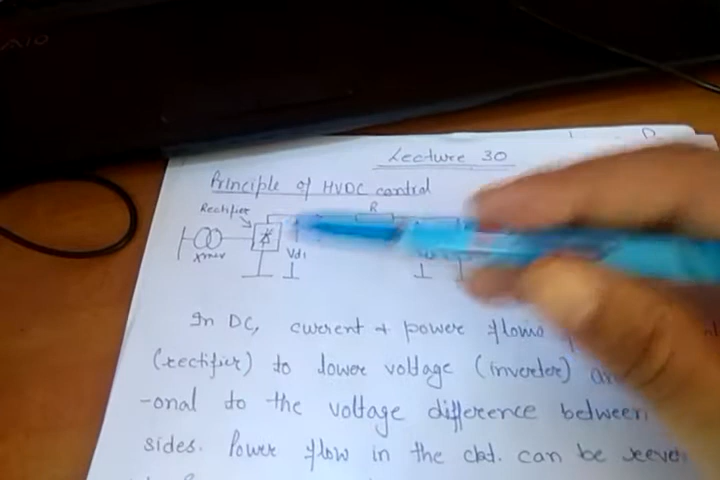 Lecture 30
Principle of HVDC control
Rectifier
R
xmer
Vd1
In DC, current + power flows
(rectifier) to lower voltage (inverter)
-onal to the voltage difference between
sides. Power flow in the ckt. can be